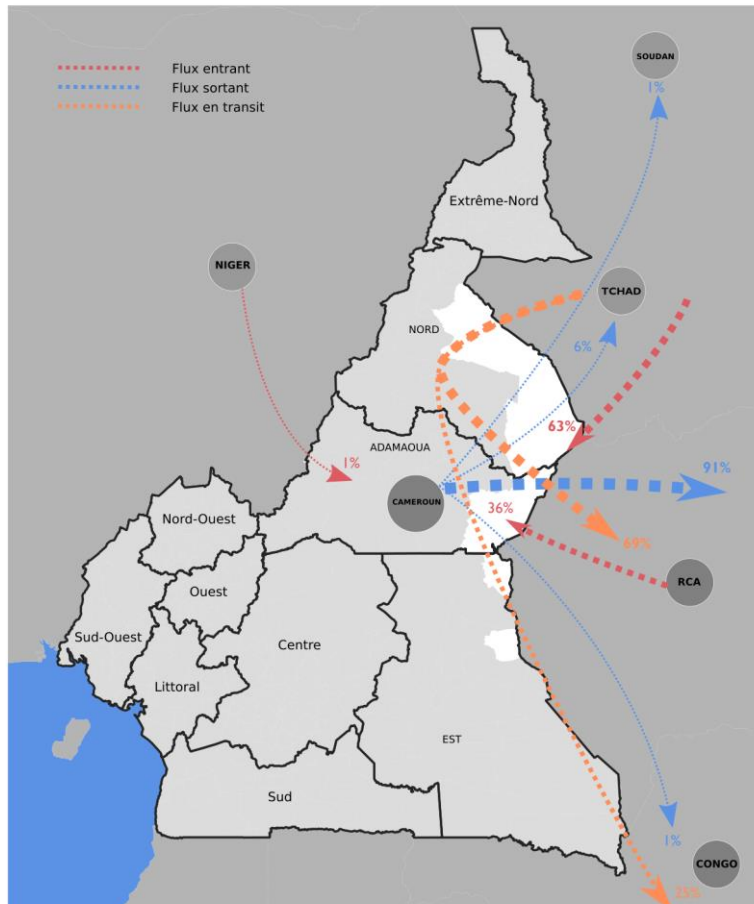 SOUDAN
1%
Flux entrant
Flux sortant
Flux en transit
Extrême-Nord
NIGER
TCHAD
NORD
6%
63%
ADAMAOUA
1%
91%
CAMEROUN
36%
Nord-Ouest
69%
RCA
Ouest
Sud-Ouest
Centre
Littoral
EST
Sud
1%
CONGO
25%